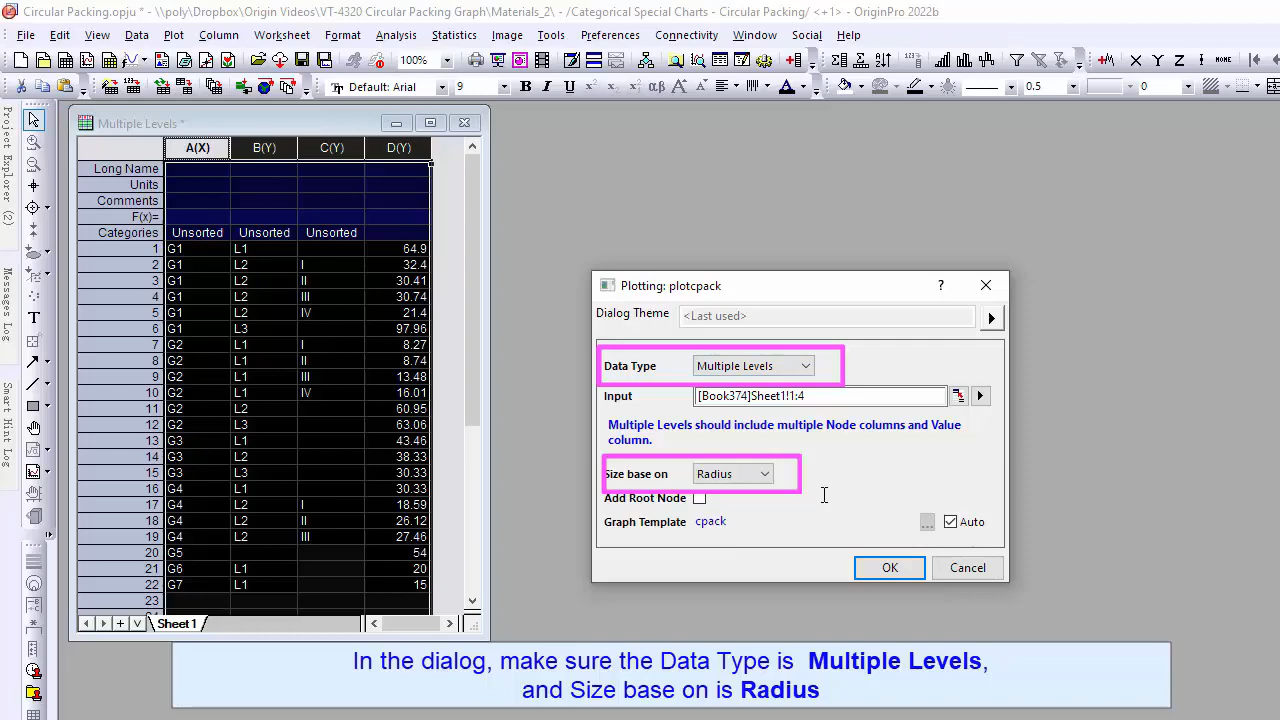 Circular Packing.opju * - \\poly\Dropbox\Origin Videos\VT-4320 Circular Packing Graph\Materials_2\ - /Categorical Special Charts - Circular Packing/ <+1> - OriginPro 2022b
File Edit View Data Plot Column Worksheet Format Analysis Statistics Image Tools Preferences Connectivity Window Social Help
100%
Default: Arial 9 B I U 0.5 0
Project Explorer (2)
Messages Log
Smart Hint Log
Multiple Levels *
A(X) B(Y) C(Y) D(Y)
Long Name
Units
Comments
F(x)=
Categories Unsorted Unsorted Unsorted
1 G1 L1 64.9
2 G1 L2 I 32.4
3 G1 L2 II 30.41
4 G1 L2 III 30.74
5 G1 L2 IV 21.4
6 G1 L3 97.96
7 G2 L1 I 8.27
8 G2 L1 II 8.74
9 G2 L1 III 13.48
10 G2 L1 IV 16.01
11 G2 L2 60.95
12 G2 L3 63.06
13 G3 L1 43.46
14 G3 L2 38.33
15 G3 L3 30.33
16 G4 L1 30.33
17 G4 L2 I 18.59
18 G4 L2 II 26.12
19 G4 L2 III 27.46
20 G5 54
21 G6 L1 20
22 G7 L1 15
23
Sheet1
Plotting: plotcpack
Dialog Theme <Last used>
Data Type Multiple Levels
Input [Book374]Sheet1!1:4
Multiple Levels should include multiple Node columns and Value
column.
Size base on Radius
Add Root Node
Graph Template cpack ... Auto
OK Cancel
In the dialog, make sure the Data Type is Multiple Levels,
and Size base on is Radius